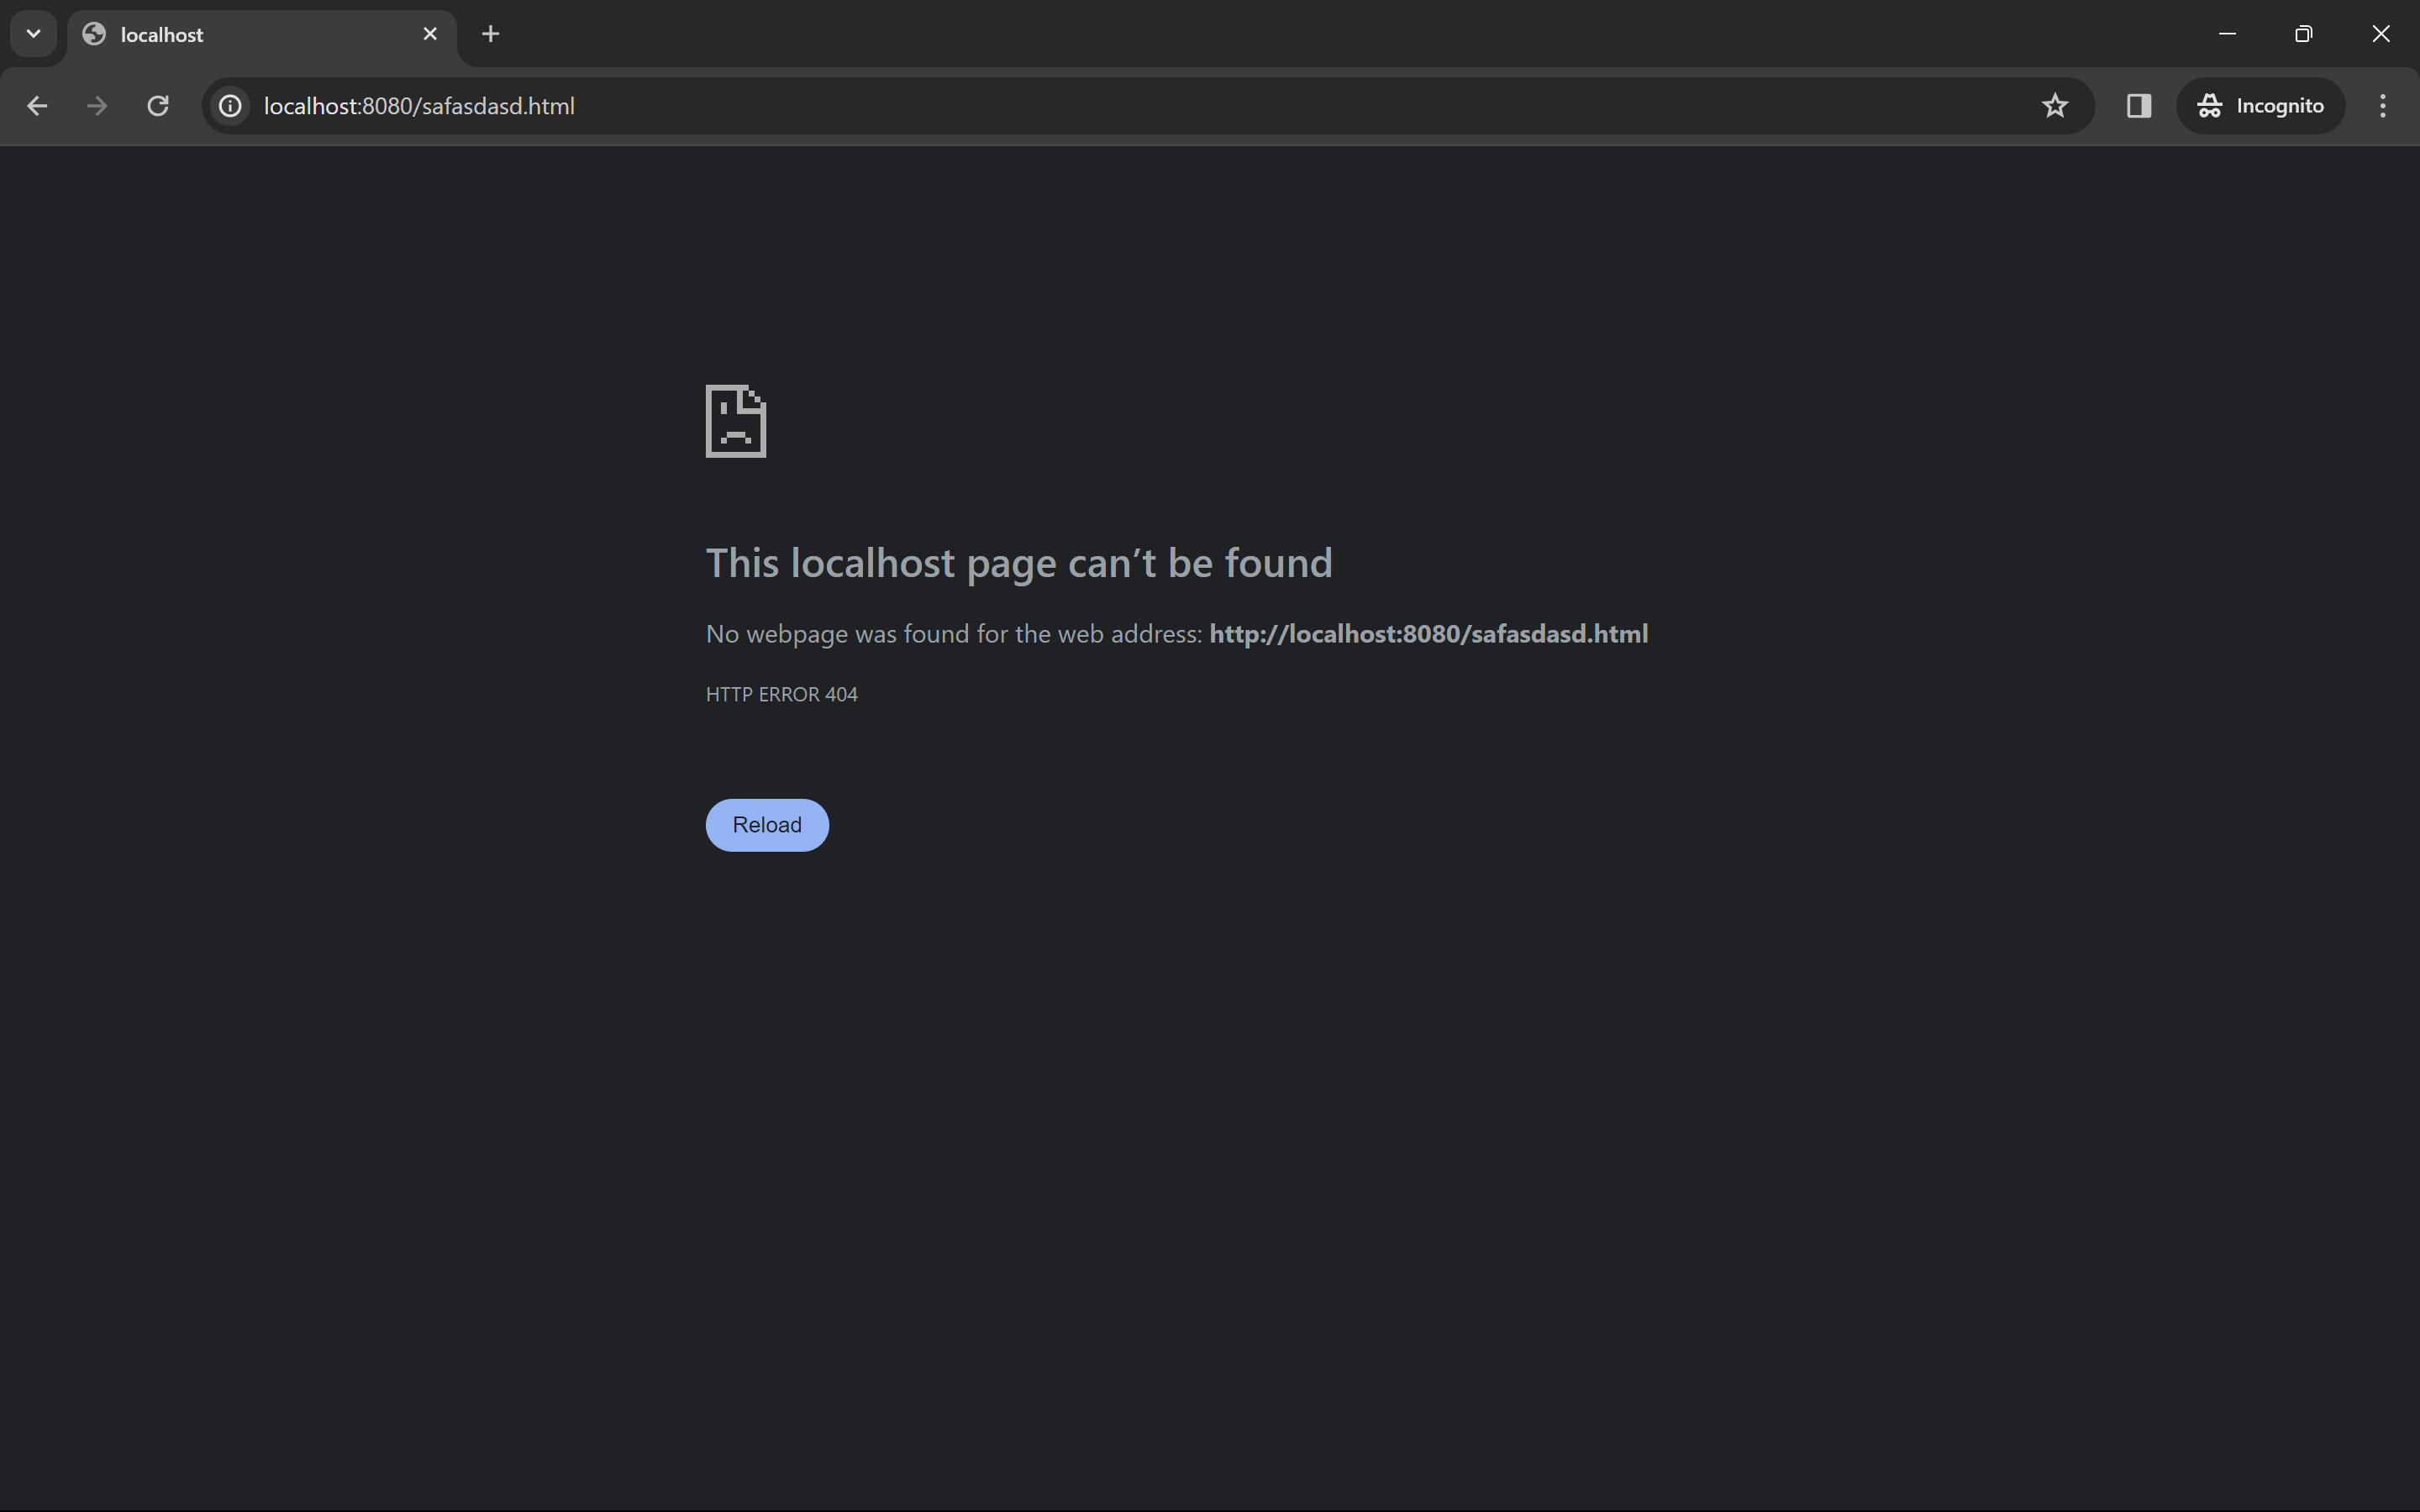 localhost
localhost:8080/safasdasd.html
Incognito
This localhost page can’t be found
No webpage was found for the web address: http://localhost:8080/safasdasd.html
HTTP ERROR 404
Reload